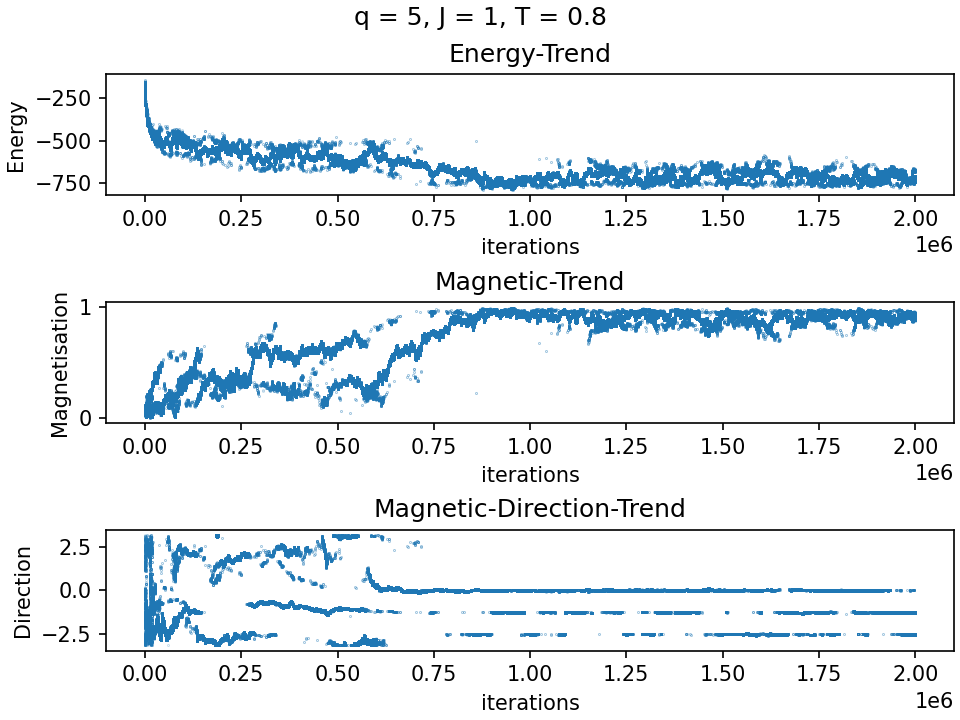 q = 5, J = 1, T = 0.8
Energy-Trend
Energy
−250
−500
−750
0.00 0.25 0.50 0.75 1.00 1.25 1.50 1.75 2.00
iterations
1e6
Magnetic-Trend
Magnetisation
1
0
0.00 0.25 0.50 0.75 1.00 1.25 1.50 1.75 2.00
iterations
1e6
Magnetic-Direction-Trend
Direction
2.5
0.0
−2.5
0.00 0.25 0.50 0.75 1.00 1.25 1.50 1.75 2.00
iterations
1e6